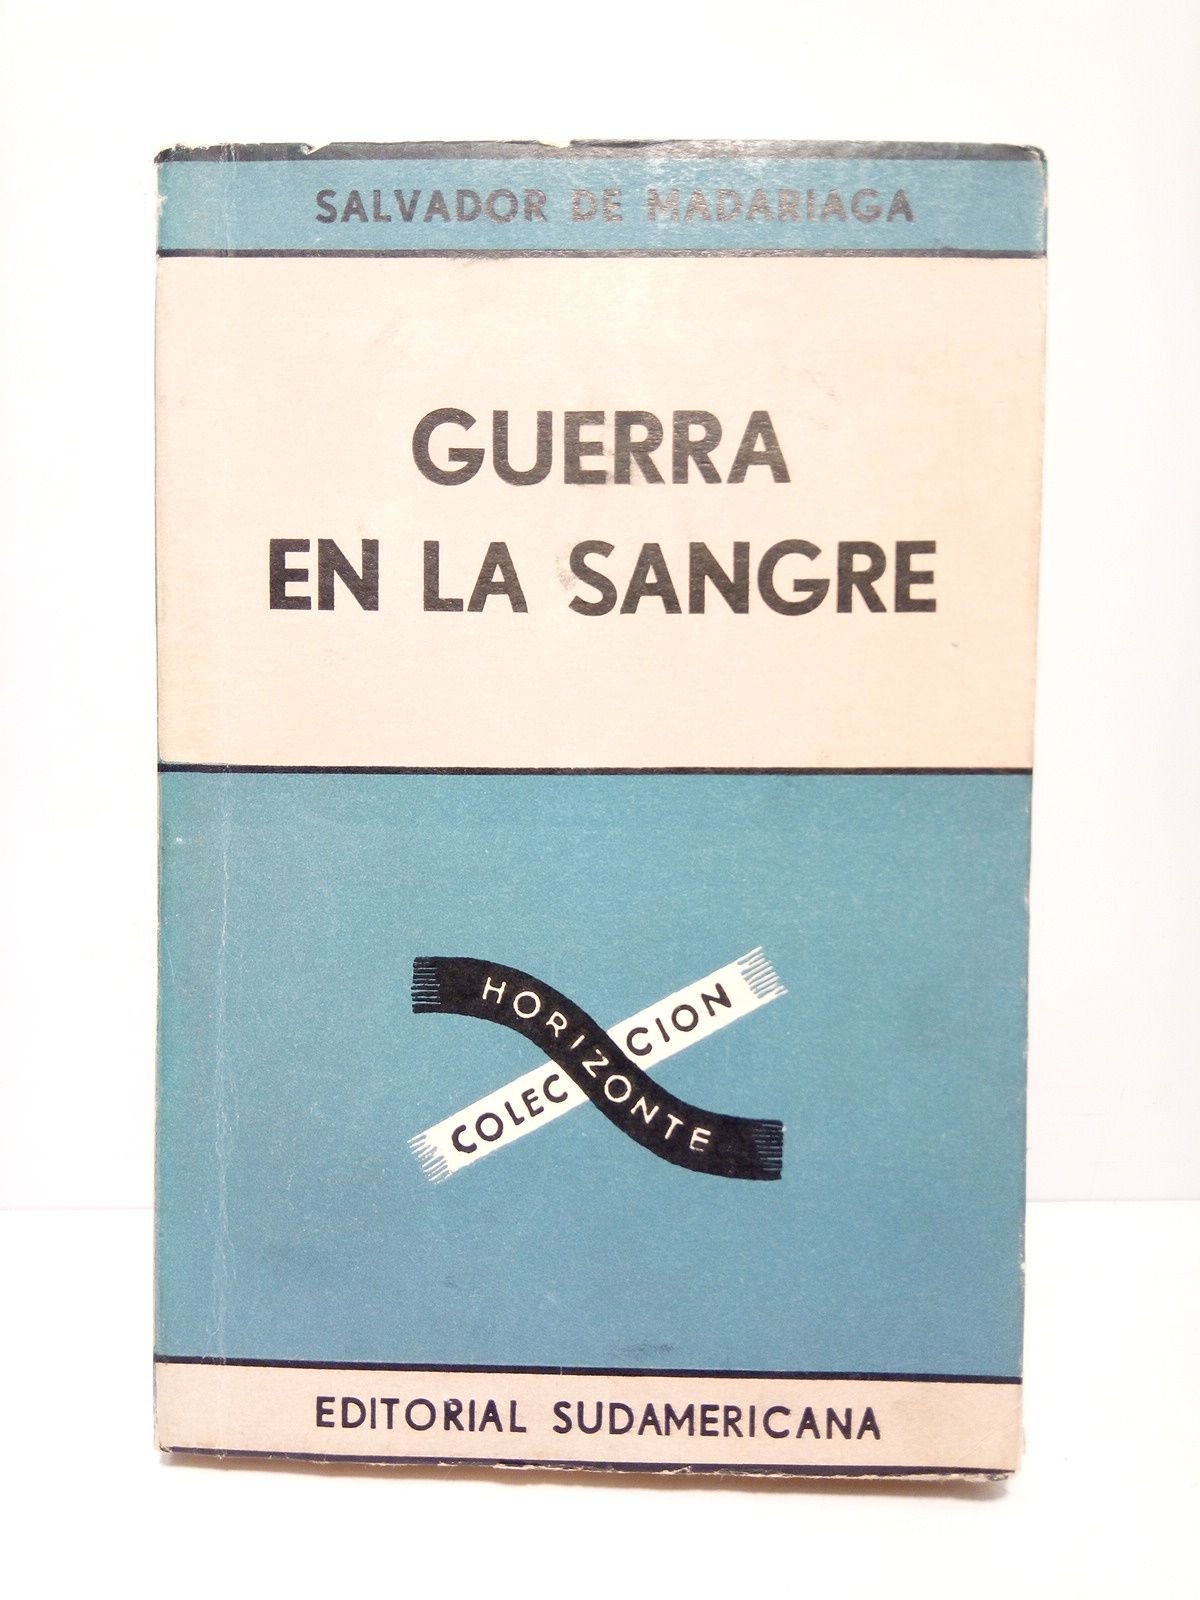 SALVADOR DE MADARIAGA
GUERRA
EN LA SANGRE
COLECCION
HORIZONTE
EDITORIAL SUDAMERICANA